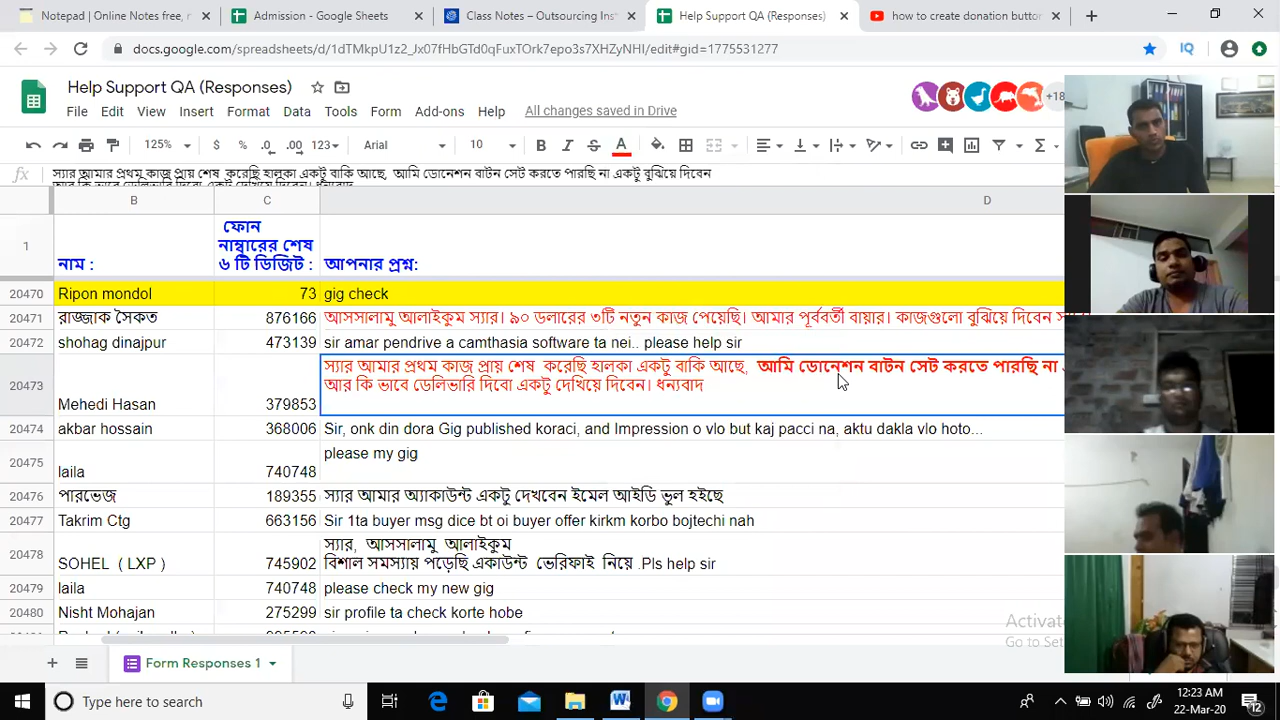 Notepad | Online Notes free, n
Admission - Google Sheets
Class Notes – Outsourcing Ins
Help Support QA (Responses)
how to create donation button
docs.google.com/spreadsheets/d/1dTMkpU1z2_Jx07fHbGTd0qFuxTOrk7epo3s7XHZyNHI/edit#gid=1775531277
Help Support QA (Responses)
+18
File Edit View Insert Format Data Tools Form Add-ons Help All changes saved in Drive
125% $ % .0 .00 123 Arial 10 B I S A
fx স্যার আমার প্রথম কাজ প্রায় শেষ করেছি হালকা একটু বাকি আছে, আমি ডোনেশন বাটন সেট করতে পারছি না একটু বুঝিয়ে দিবেন
আর কি ভাবে ডেলিভারি দিবো একটু দেখিয়ে দিবেন। ধন্যবাদ
B C D
1 নাম : ফোন নাম্বারের শেষ ৬ টি ডিজিট : আপনার প্রশ্ন:
20470 Ripon mondol 73 gig check
20471 রাজ্জাক সৈকত 876166 আসসালামু আলাইকুম স্যার। ৯০ ডলারের ৩টি নতুন কাজ পেয়েছি। আমার পূর্ববর্তী বায়ার। কাজগুলো বুঝিয়ে দিবেন
20472 shohag dinajpur 473139 sir amar pendrive a camthasia software ta nei.. please help sir
20473 Mehedi Hasan 379853 স্যার আমার প্রথম কাজ প্রায় শেষ করেছি হালকা একটু বাকি আছে, আমি ডোনেশন বাটন সেট করতে পারছি না
আর কি ভাবে ডেলিভারি দিবো একটু দেখিয়ে দিবেন। ধন্যবাদ
20474 akbar hossain 368006 Sir, onk din dora Gig published koraci, and Impression o vlo but kaj pacci na, aktu dakla vlo hoto...
20475 laila 740748 please my gig
20476 পারভেজ 189355 স্যার আমার অ্যাকাউন্ট একটু দেখবেন ইমেল আইডি ভুল হইছে
20477 Takrim Ctg 663156 Sir 1ta buyer msg dice bt oi buyer offer kirkm korbo bojtechi nah
20478 SOHEL ( LXP ) 745902 স্যার, আসসালামু আলাইকুম
বিশাল সমস্যায় পড়েছি একাউন্ট ভেরিফাই নিয়ে .Pls help sir
20479 laila 740748 please check my new gig
20480 Nisht Mohajan 275299 sir profile ta check korte hobe
Activate
Go to Set
Form Responses 1
Type here to search
12:23 AM
22-Mar-20
12